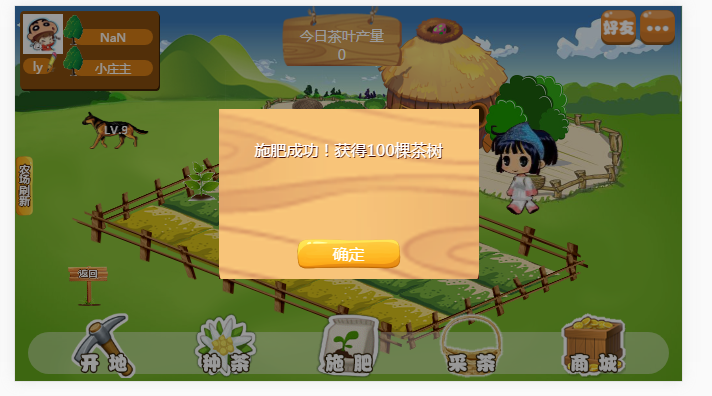 NaN
ly
小庄主
今日茶叶产量
0
好友
LV.9
农场刷新
施肥成功！获得100棵茶树
确定
返回
开地
种茶
施肥
采茶
商城